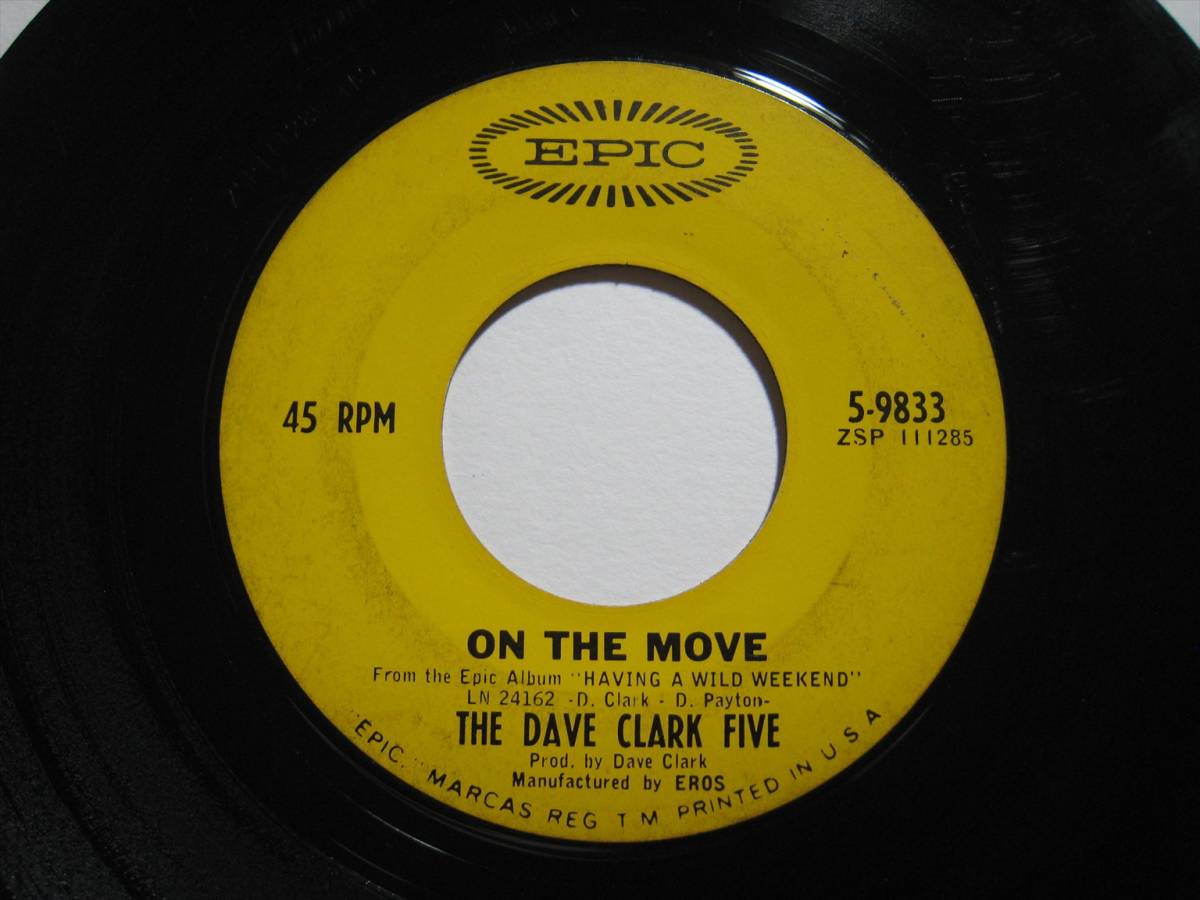 EPIC
45 RPM
5-9833
ZSP 111285
ON THE MOVE
From the Epic Album "HAVING A WILD WEEKEND"
LN 24162 -D. Clark - D. Payton-
THE DAVE CLARK FIVE
Prod. by Dave Clark
Manufactured by EROS
"EPIC," MARCAS REG T M PRINTED IN U S A